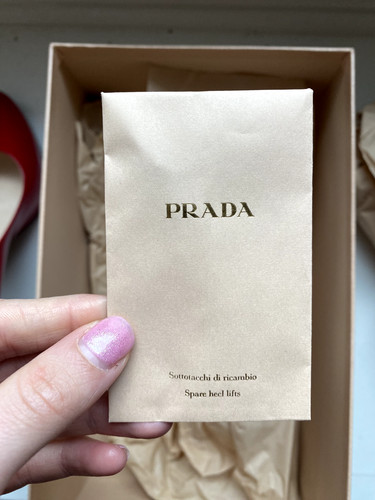 PRADA
Sottotacchi di ricambio
Spare heel lifts